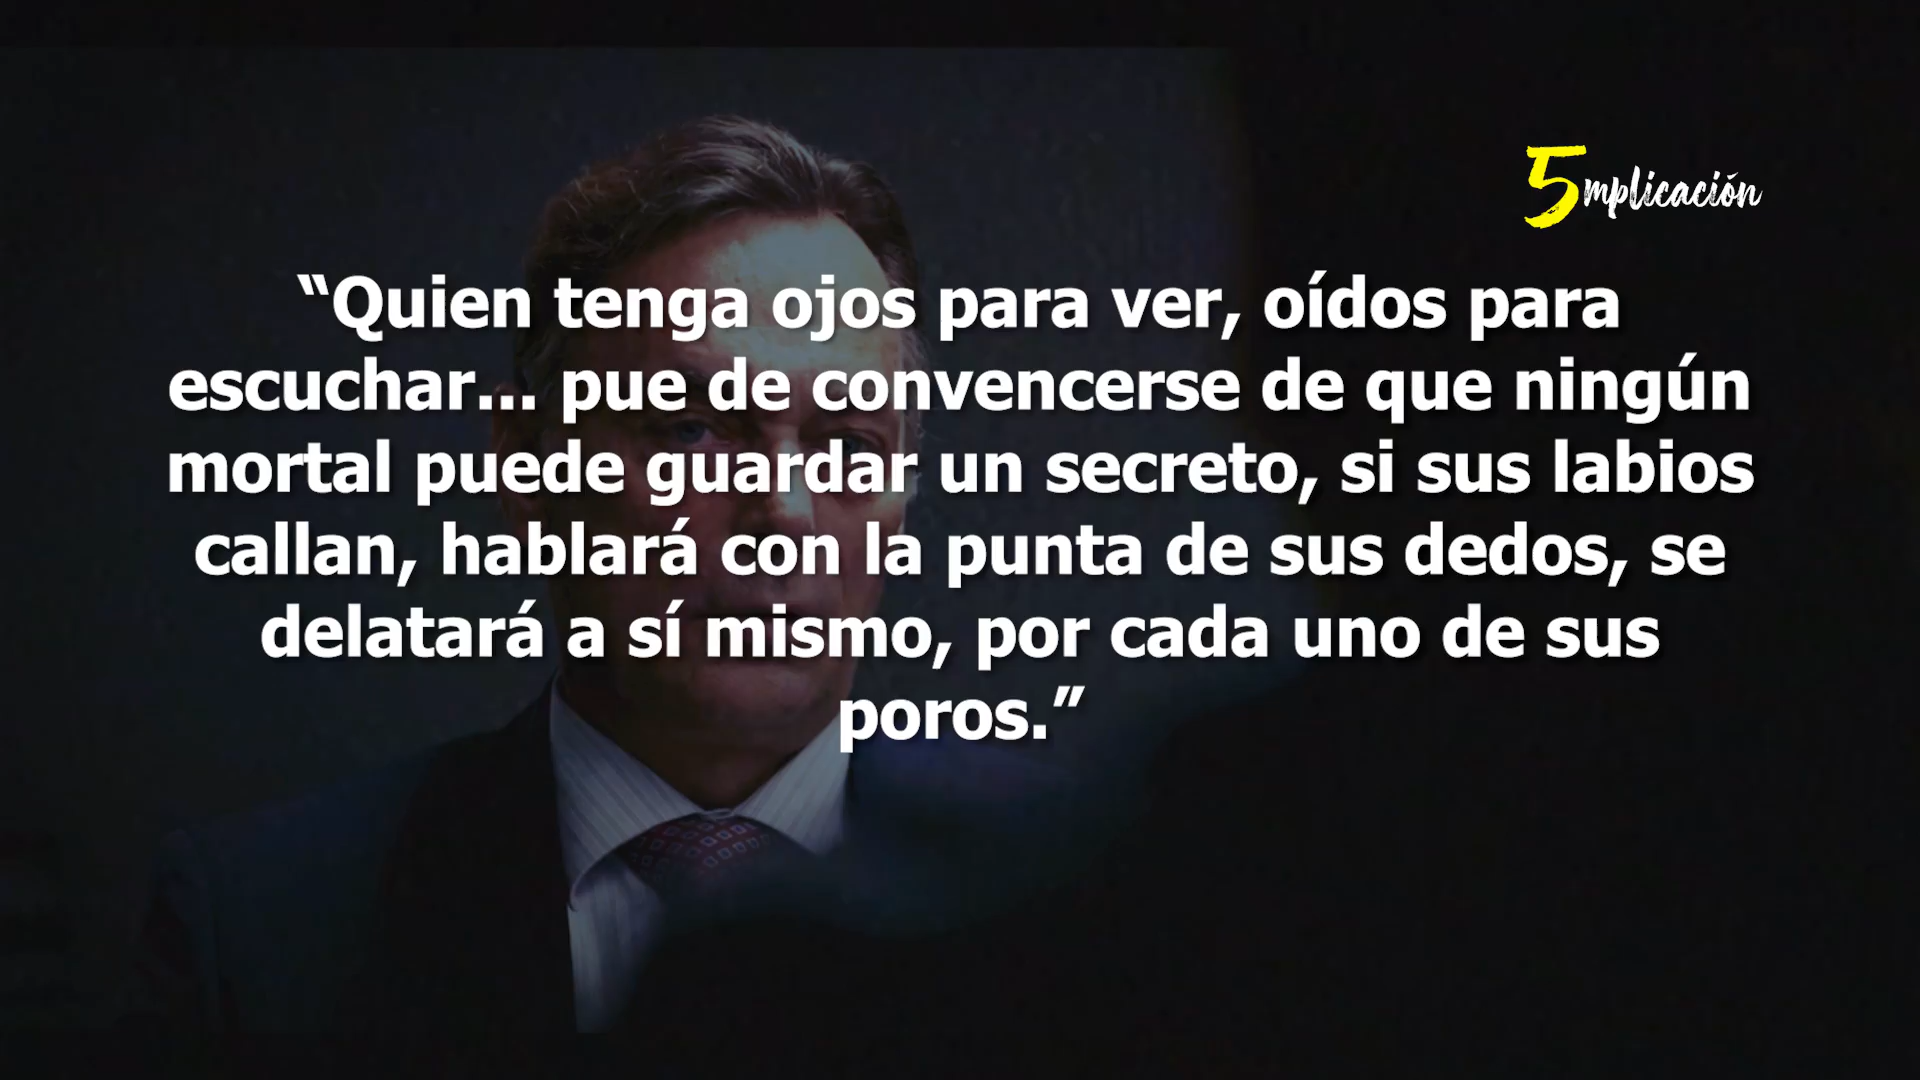 5mplicación
“Quien tenga ojos para ver, oídos para
escuchar... pue de convencerse de que ningún
mortal puede guardar un secreto, si sus labios
callan, hablará con la punta de sus dedos, se
delatará a sí mismo, por cada uno de sus
poros.”